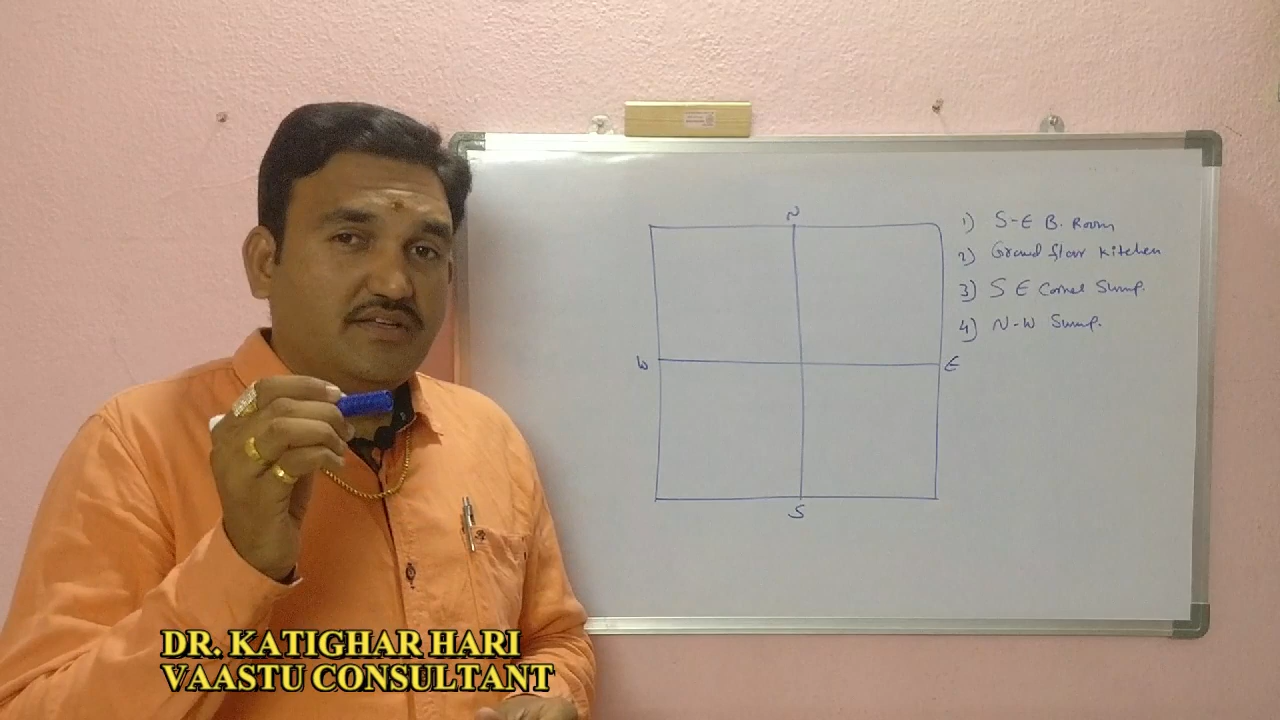 N
1) S-E B. Room
2) Ground floor kitchen
3) S E Corner Sump.
4) N-W Sump.
W
E
S
DR. KATIGHAR HARI
VAASTU CONSULTANT